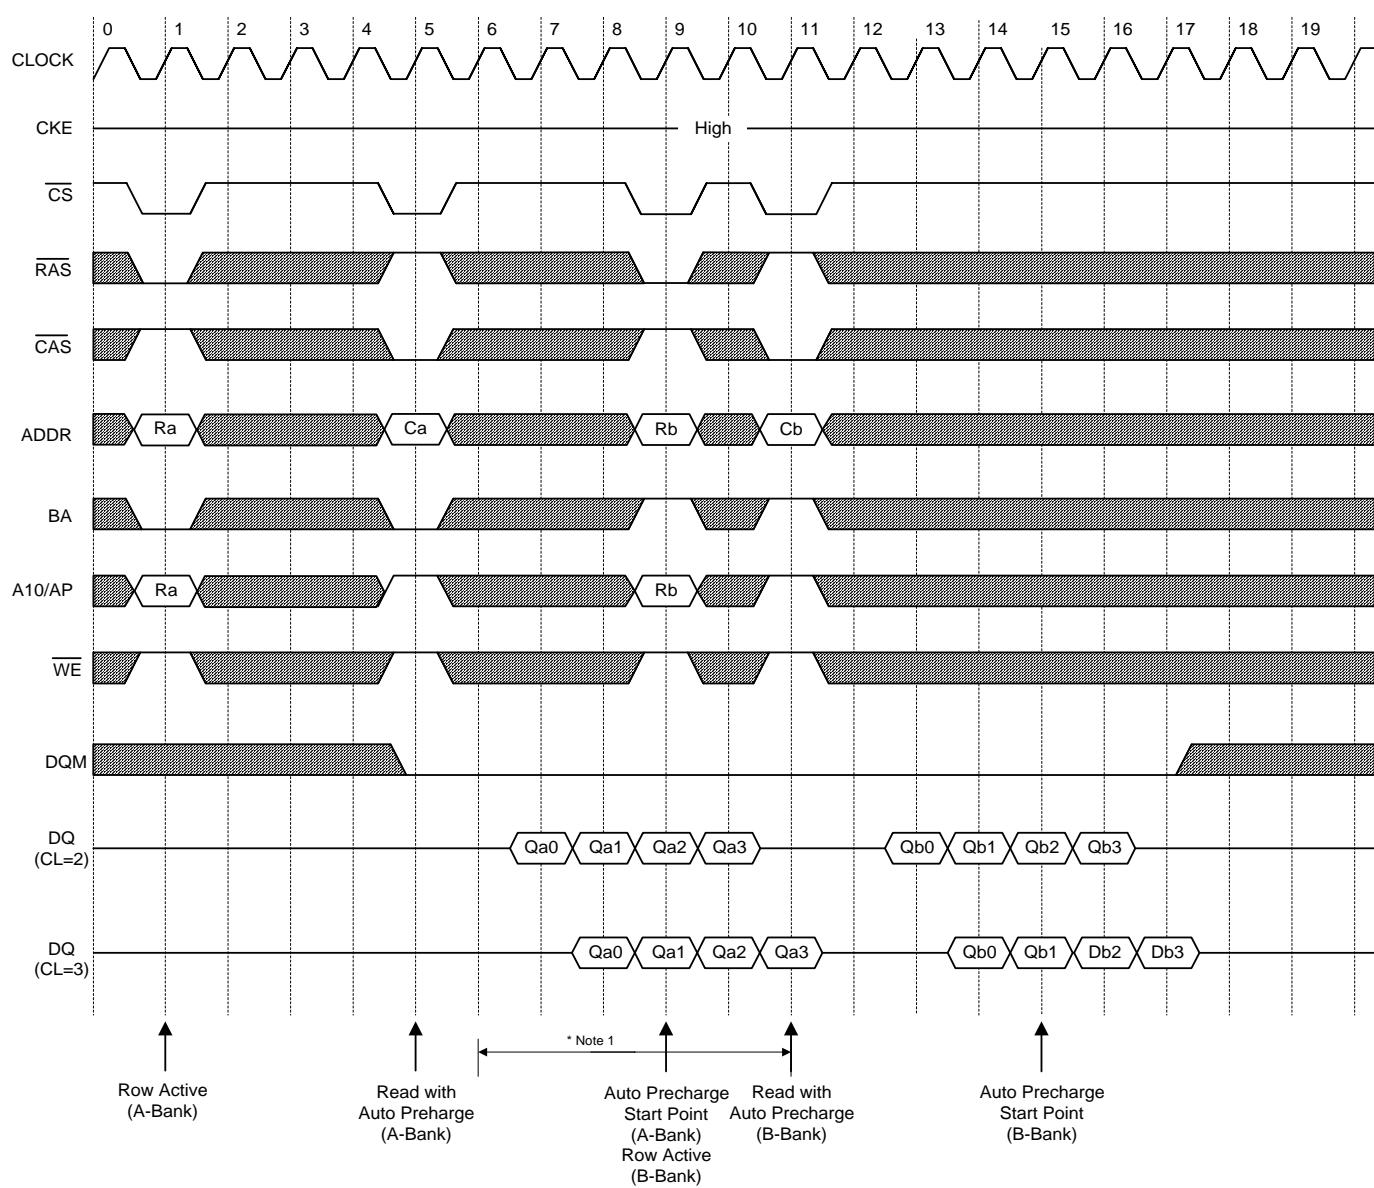 0 1 2 3 4 5 6 7 8 9 10 11 12 13 14 15 16 17 18 19
CLOCK
CKE High
CS
RAS
CAS
ADDR Ra Ca Rb Cb
BA
A10/AP Ra Rb
WE
DQM
DQ
(CL=2) Qa0 Qa1 Qa2 Qa3 Qb0 Qb1 Qb2 Qb3
DQ
(CL=3) Qa0 Qa1 Qa2 Qa3 Qb0 Qb1 Db2 Db3
* Note 1
Row Active
(A-Bank)
Read with
Auto Preharge
(A-Bank)
Auto Precharge
Start Point
(A-Bank)
Row Active
(B-Bank)
Read with
Auto Precharge
(B-Bank)
Auto Precharge
Start Point
(B-Bank)